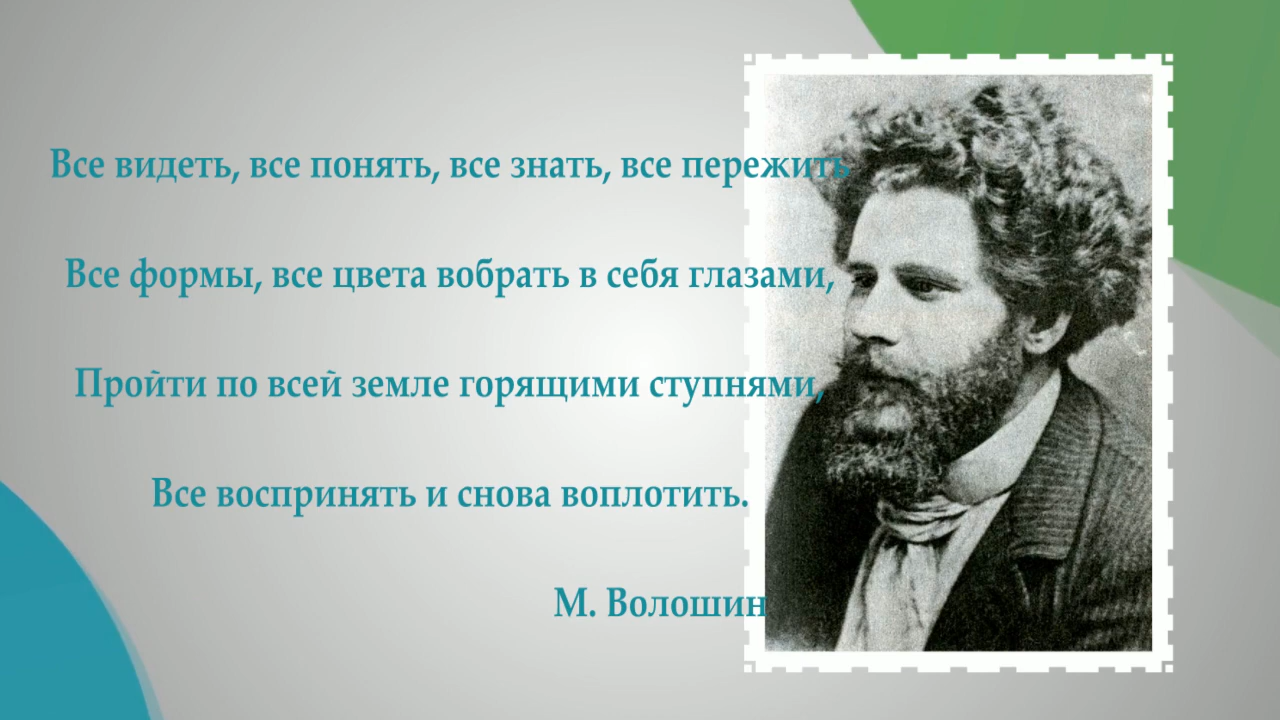 Все видеть, все понять, все знать, все пережить
Все формы, все цвета вобрать в себя глазами,
Пройти по всей земле горящими ступнями,
Все воспринять и снова воплотить.
М. Волошин